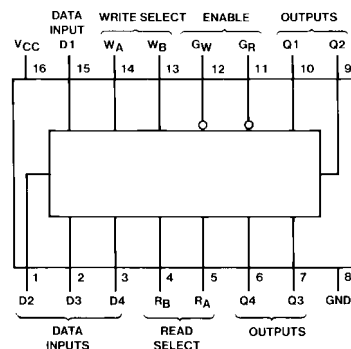 DATA INPUT WRITE SELECT ENABLE OUTPUTS
VCC D1 WA WB GW GR Q1 Q2
16 15 14 13 12 11 10 9
1 2 3 4 5 6 7 8
D2 D3 D4 RB RA Q4 Q3 GND
DATA INPUTS READ SELECT OUTPUTS